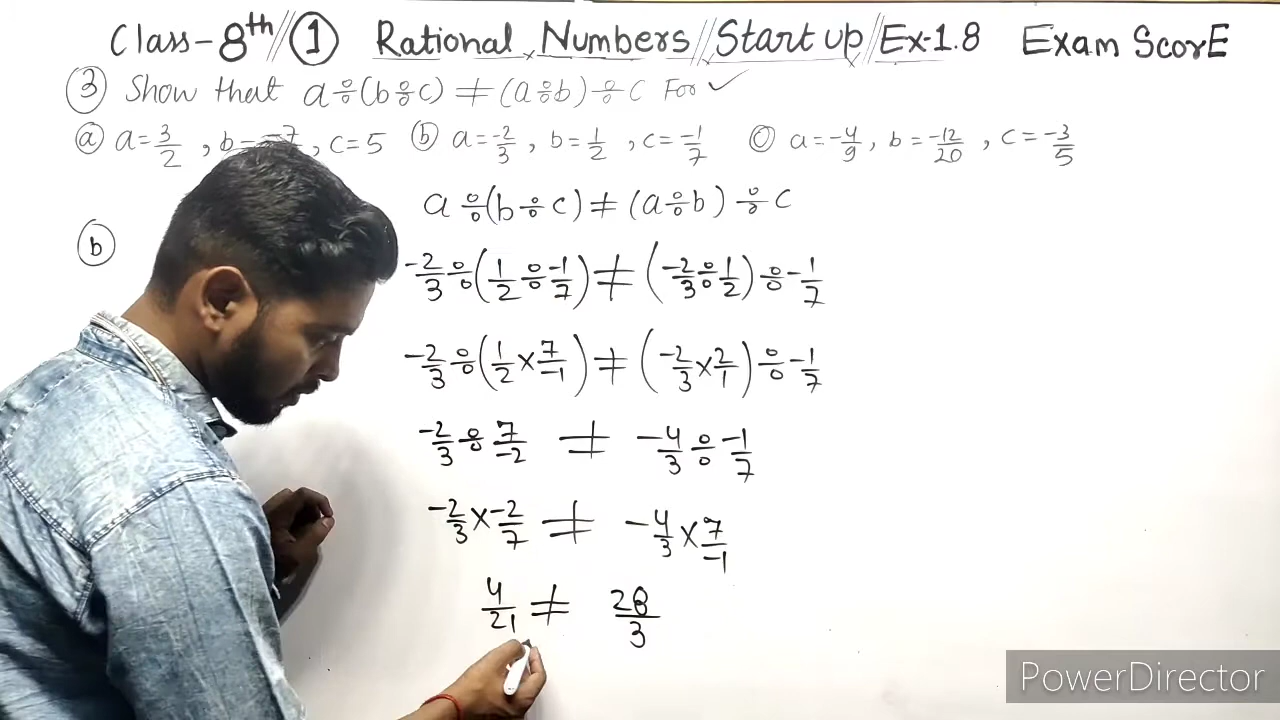 Class-8th // ① Rational Numbers // Start up // Ex-1.8 Exam ScorE
③ Show that a÷(b÷c) ≠ (a÷b)÷c For ✓
ⓐ a=3/2, b=-7/, c=5 ⓑ a=-2/3, b=1/2, c=-1/7 ⓒ a=-4/9, b=-12/20, c=-3/5
a÷(b÷c) ≠ (a÷b)÷c
ⓑ
-2/3÷(1/2÷-1/7) ≠ (-2/3÷1/2)÷-1/7
-2/3÷(1/2×7/-1) ≠ (-2/3×2/1)÷-1/7
-2/3÷7/-2 ≠ -4/3÷-1/7
-2/3×-2/7 ≠ -4/3×7/-1
4/21 ≠ 28/3
PowerDirector